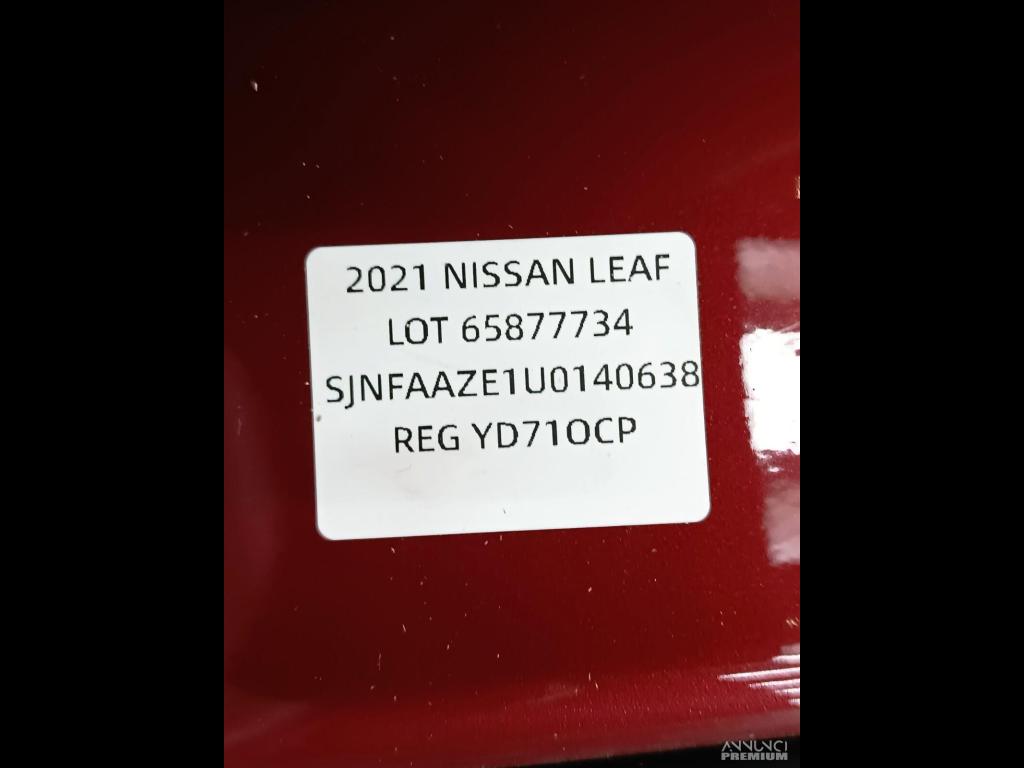 2021 NISSAN LEAF
LOT 65877734
SJNFAAZE1U0140638
REG YD71OCP
ANNUNCI
PREMIUM